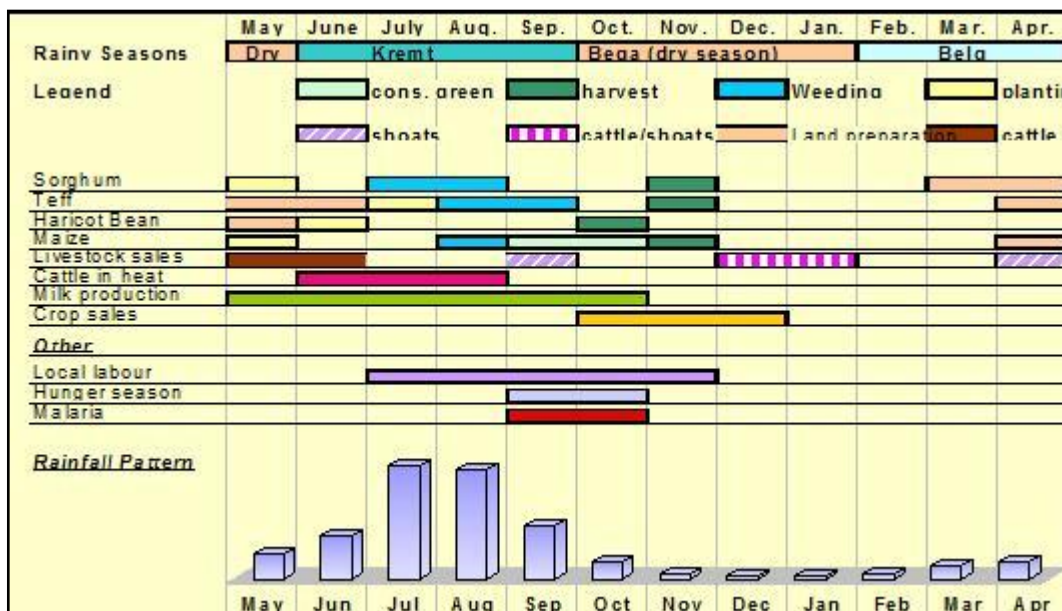 May June July Aug. Sep. Oct. Nov. Dec. Jan. Feb. Mar. Apr.
Rainy Seasons Dry Kremt Bega (dry season) Belg
Legend cons. green harvest Weeding planti
shoats cattle/shoats Land preparation cattle
Sorghum
Teff
Haricot Bean
Maize
Livestock sales
Cattle in heat
Milk production
Crop sales
Other
Local labour
Hunger season
Malaria
Rainfall Pattern
May Jun Jul Aug Sep Oct Nov Dec Jan Feb Mar Apr